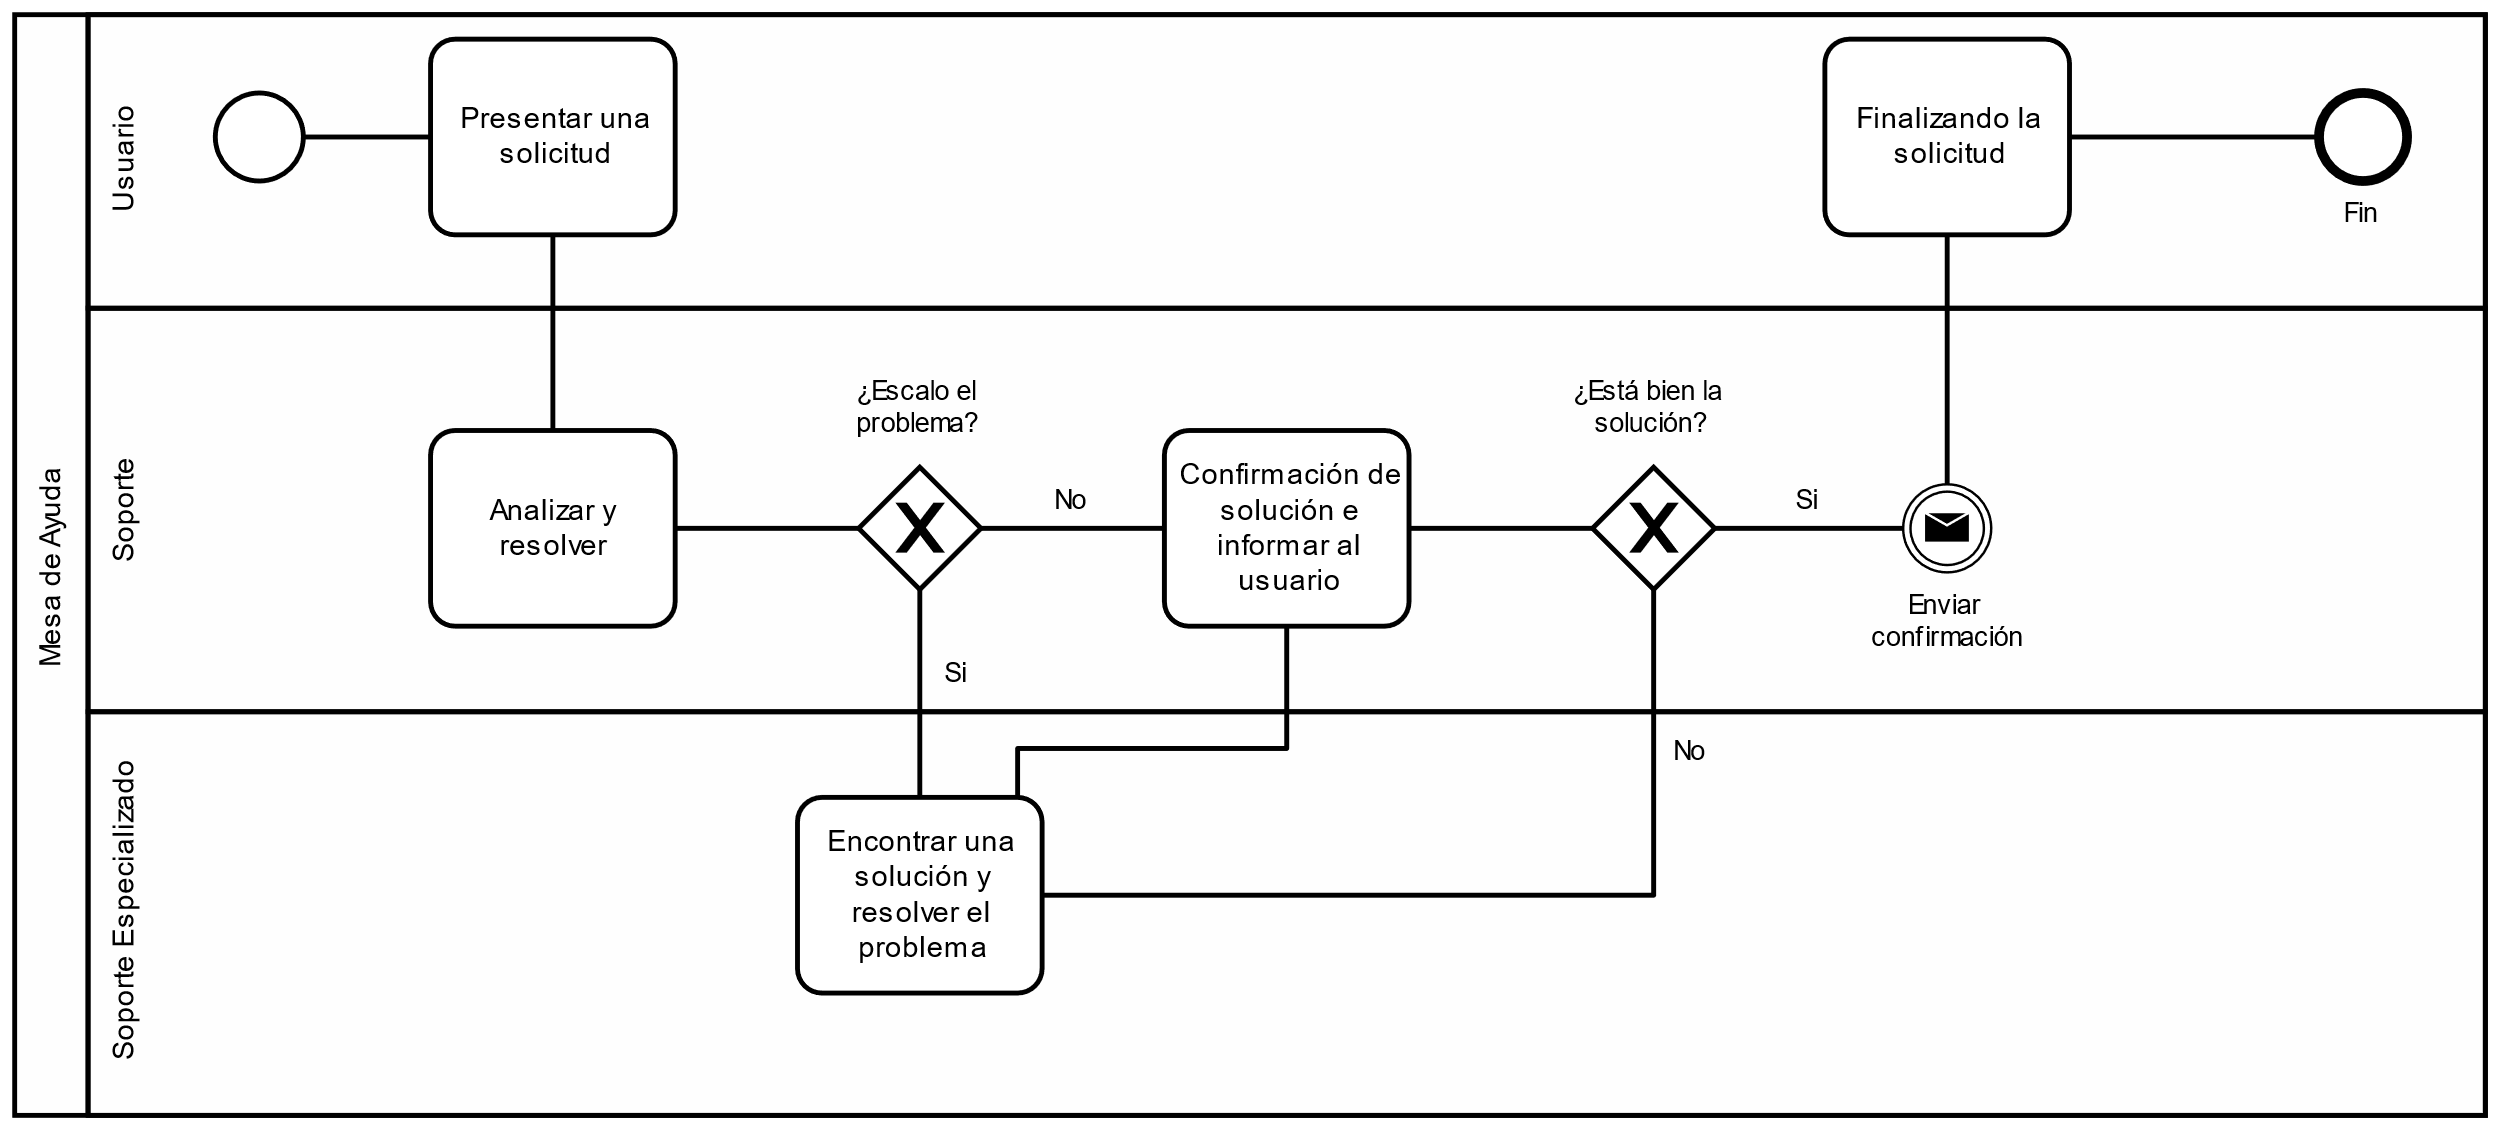 Mesa de Ayuda
Usuario
Presentar una
solicitud
Finalizando la
solicitud
Fin
Soporte
Analizar y
resolver
¿Escalo el
problema?
No
Si
Confirmación de
solución e
informar al
usuario
¿Está bien la
solución?
Si
No
Enviar
confirmación
Soporte Especializado
Encontrar una
solución y
resolver el
problema